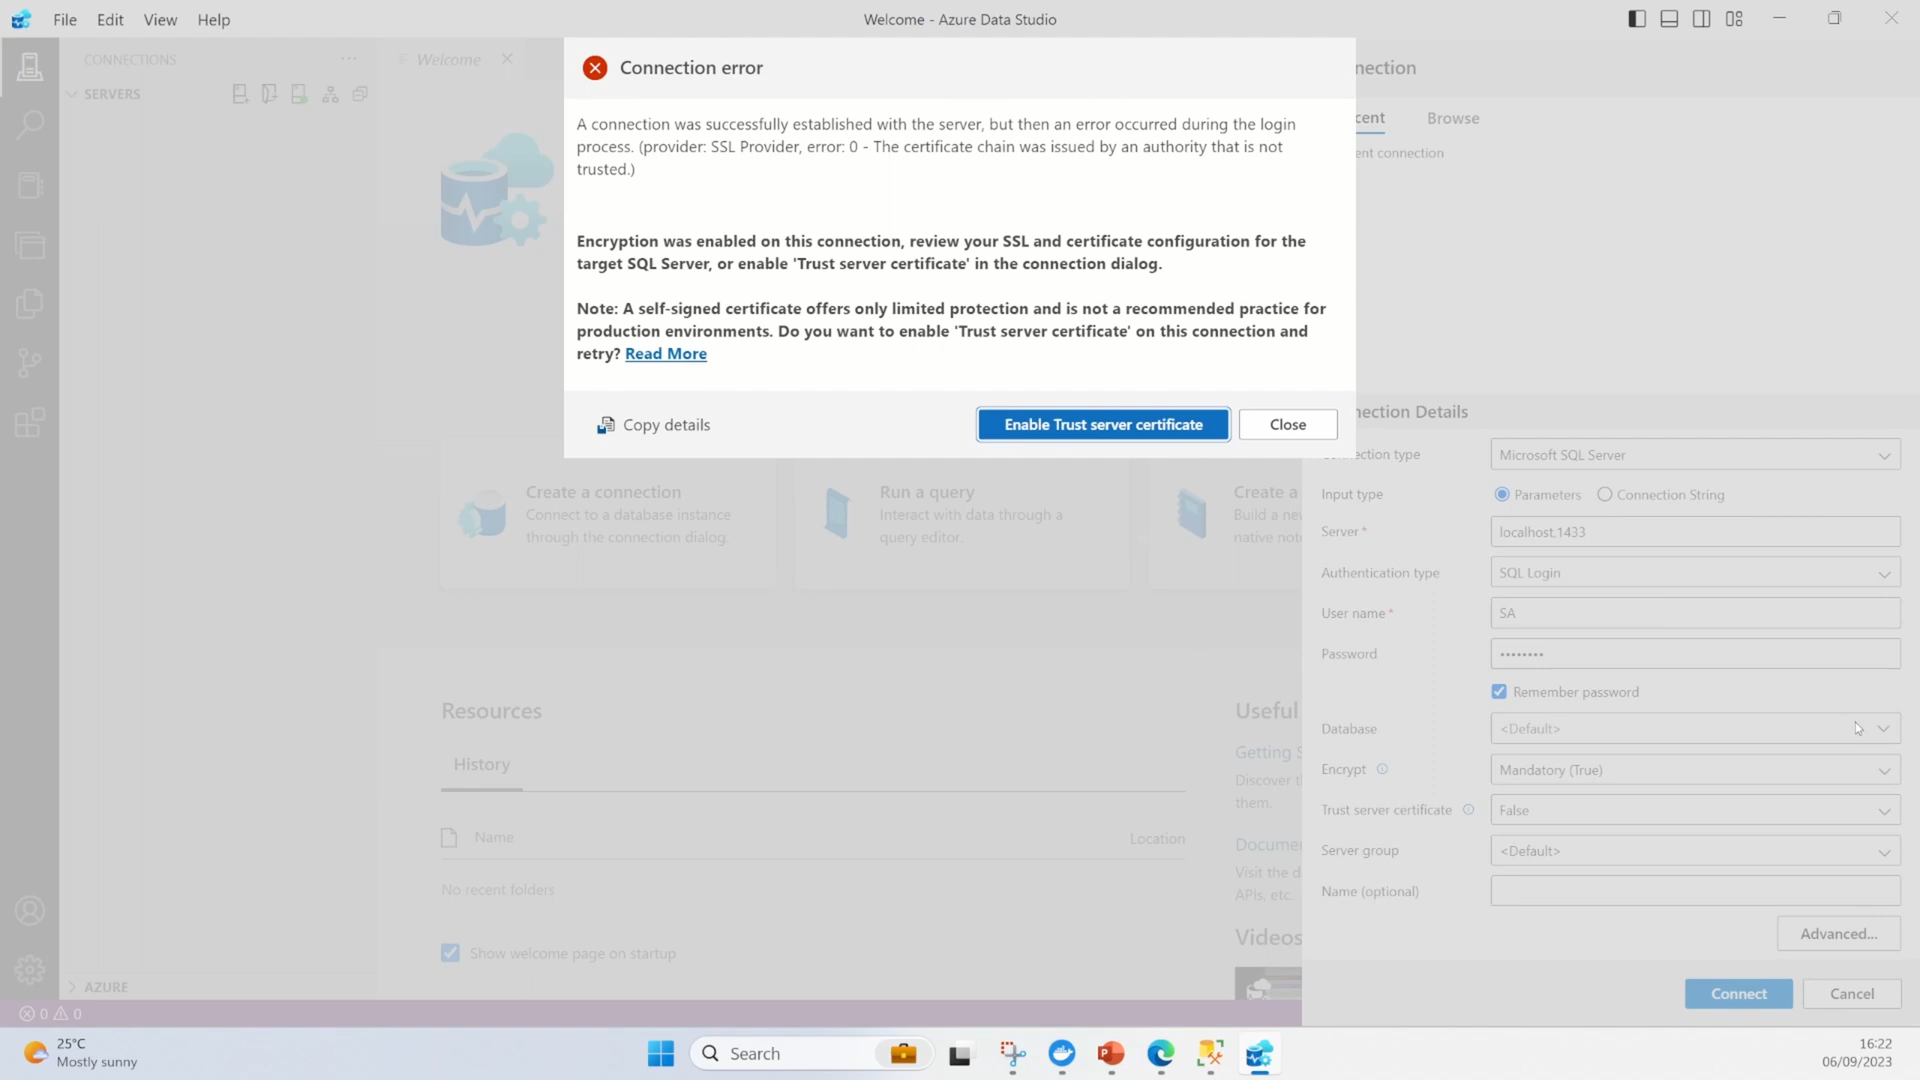 File Edit View Help
Welcome - Azure Data Studio
CONNECTIONS
SERVERS
Welcome
Connection error
A connection was successfully established with the server, but then an error occurred during the login
process. (provider: SSL Provider, error: 0 - The certificate chain was issued by an authority that is not
trusted.)
Encryption was enabled on this connection, review your SSL and certificate configuration for the
target SQL Server, or enable 'Trust server certificate' in the connection dialog.
Note: A self-signed certificate offers only limited protection and is not a recommended practice for
production environments. Do you want to enable 'Trust server certificate' on this connection and
retry? Read More
Copy details
Enable Trust server certificate
Close
nection
cent
Browse
ent connection
nection Details
nection type
Microsoft SQL Server
Input type
Parameters
Connection String
Server*
localhost,1433
Authentication type
SQL Login
User name*
SA
Password
••••••••
Remember password
Database
<Default>
Encrypt
Mandatory (True)
Trust server certificate
False
Server group
<Default>
Name (optional)
Advanced...
Connect
Cancel
Create a connection
Connect to a database instance
through the connection dialog.
Run a query
Interact with data through a
query editor.
Create a
Build a new
native not
Resources
History
Name
Location
No recent folders
Show welcome page on startup
Useful
Getting S
Discover t
them.
Docume
Visit the d
APIs, etc.
Videos
AZURE
0 0
25°C
Mostly sunny
Search
16:22
06/09/2023